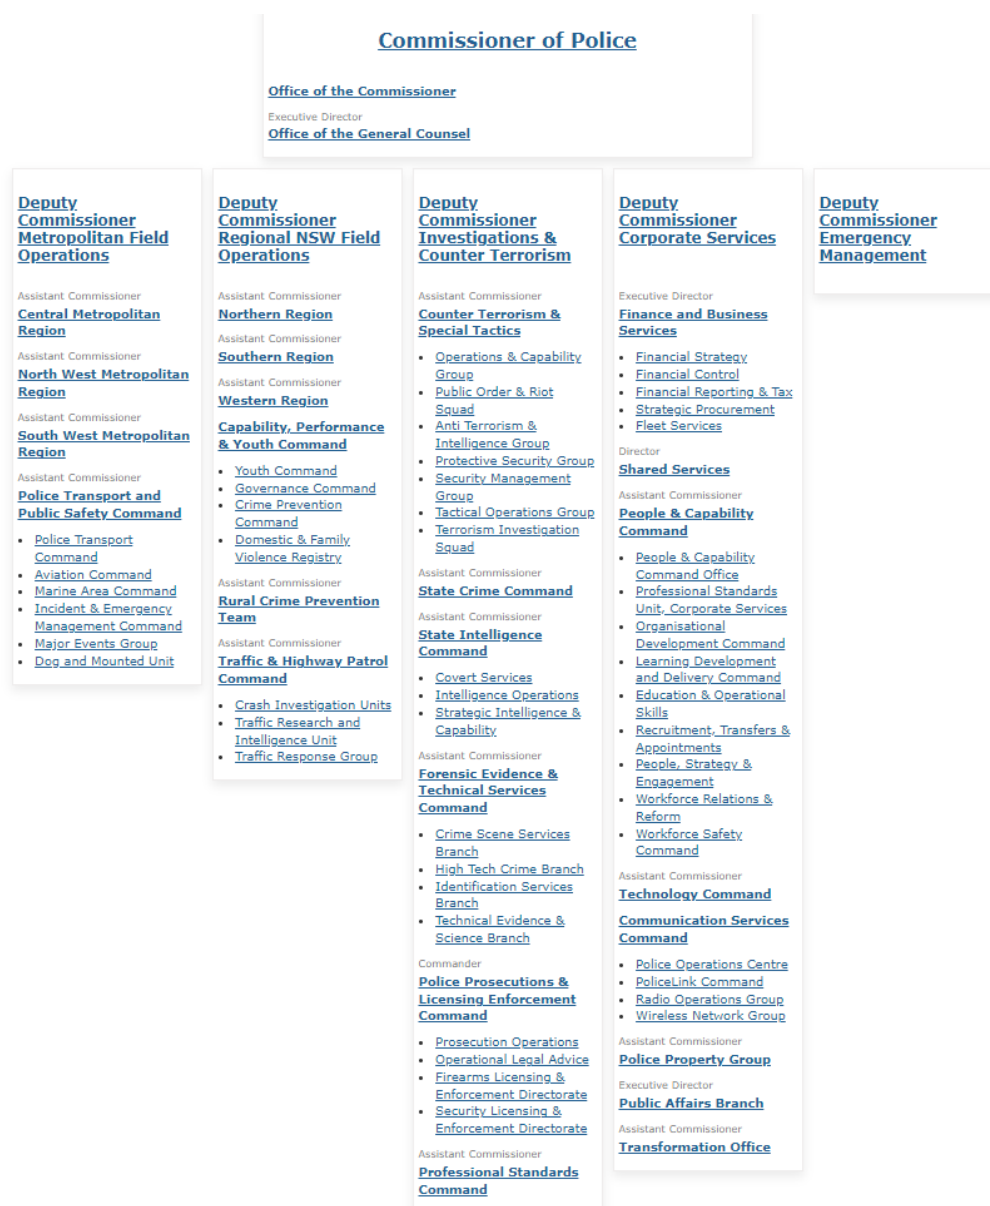 Commissioner of Police
Office of the Commissioner
Executive Director
Office of the General Counsel
Deputy
Commissioner
Metropolitan Field
Operations
Assistant Commissioner
Central Metropolitan
Region
Assistant Commissioner
North West Metropolitan
Region
Assistant Commissioner
South West Metropolitan
Region
Assistant Commissioner
Police Transport and
Public Safety Command
• Police Transport
Command
• Aviation Command
• Marine Area Command
• Incident & Emergency
Management Command
• Major Events Group
• Dog and Mounted Unit
Deputy
Commissioner
Regional NSW Field
Operations
Assistant Commissioner
Northern Region
Assistant Commissioner
Southern Region
Assistant Commissioner
Western Region
Capability, Performance
& Youth Command
• Youth Command
• Governance Command
• Crime Prevention
Command
• Domestic & Family
Violence Registry
Assistant Commissioner
Rural Crime Prevention
Team
Assistant Commissioner
Traffic & Highway Patrol
Command
• Crash Investigation Units
• Traffic Research and
Intelligence Unit
• Traffic Response Group
Deputy
Commissioner
Investigations &
Counter Terrorism
Assistant Commissioner
Counter Terrorism &
Special Tactics
• Operations & Capability
Group
• Public Order & Riot
Squad
• Anti Terrorism &
Intelligence Group
• Protective Security Group
• Security Management
Group
• Tactical Operations Group
• Terrorism Investigation
Squad
Assistant Commissioner
State Crime Command
Assistant Commissioner
State Intelligence
Command
• Covert Services
• Intelligence Operations
• Strategic Intelligence &
Capability
Assistant Commissioner
Forensic Evidence &
Technical Services
Command
• Crime Scene Services
Branch
• High Tech Crime Branch
• Identification Services
Branch
• Technical Evidence &
Science Branch
Commander
Police Prosecutions &
Licensing Enforcement
Command
• Prosecution Operations
• Operational Legal Advice
• Firearms Licensing &
Enforcement Directorate
• Security Licensing &
Enforcement Directorate
Assistant Commissioner
Professional Standards
Command
Deputy
Commissioner
Corporate Services
Executive Director
Finance and Business
Services
• Financial Strategy
• Financial Control
• Financial Reporting & Tax
• Strategic Procurement
• Fleet Services
Director
Shared Services
Assistant Commissioner
People & Capability
Command
• People & Capability
Command Office
• Professional Standards
Unit, Corporate Services
• Organisational
Development Command
• Learning Development
and Delivery Command
• Education & Operational
Skills
• Recruitment, Transfers &
Appointments
• People, Strategy &
Engagement
• Workforce Relations &
Reform
• Workforce Safety
Command
Assistant Commissioner
Technology Command
Communication Services
Command
• Police Operations Centre
• PoliceLink Command
• Radio Operations Group
• Wireless Network Group
Assistant Commissioner
Police Property Group
Executive Director
Public Affairs Branch
Assistant Commissioner
Transformation Office
Deputy
Commissioner
Emergency
Management